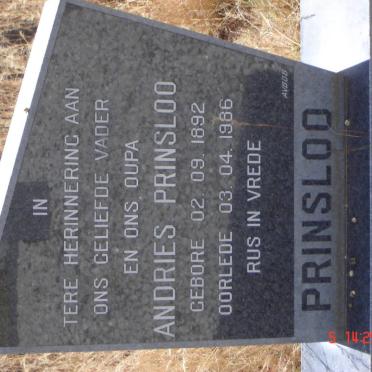 IN
TERE HERINNERING AAN
ONS GELIEFDE VADER
EN ONS OUPA
ANDRIES PRINSLOO
GEBORE 02.09.1892
OORLEDE 03.04.1986
RUS IN VREDE
PRINSLOO